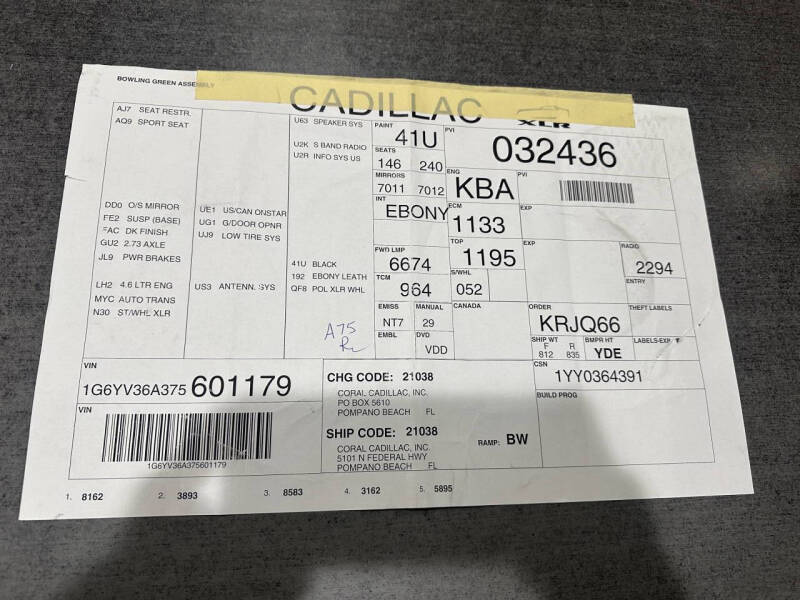 BOWLING GREEN ASSEMBLY
CADILLAC
XLR
AJ7 SEAT RESTR.
AQ9 SPORT SEAT
DD0 O/S MIRROR
FE2 SUSP (BASE)
FAC DK FINISH
GU2 2.73 AXLE
JL9 PWR BRAKES
LH2 4.6 LTR ENG
MYC AUTO TRANS
N30 ST/WHL XLR
UE1 US/CAN ONSTAR
UG1 G/DOOR OPNR
UJ9 LOW TIRE SYS
US3 ANTENN. SYS
U63 SPEAKER SYS
U2K S BAND RADIO
U2R INFO SYS US
41U BLACK
192 EBONY LEATH
QF8 POL XLR WHL
A75
PAINT
41U
PVI
032436
SEATS
146 240
ENG
KBA
PVI
MIRRORS
7011 7012
INT
EBONY
ECM
1133
EXP
FWD LMP
6674
TOP
1195
EXP
RADIO
2294
TCM
964
S/WHL
052
ENTRY
EMISS
NT7
MANUAL
29
CANADA
ORDER
KRJQ66
THEFT LABELS
EMBL
DVD
VDD
SHIP WT
F R
812 835
BMPR HT
YDE
LABELS-EXP.
VIN
1G6YV36A375601179
VIN
1G6YV36A375601179
CHG CODE: 21038
CORAL CADILLAC, INC.
PO BOX 5610
POMPANO BEACH FL
SHIP CODE: 21038
CORAL CADILLAC, INC.
5101 N FEDERAL HWY
POMPANO BEACH FL
RAMP: BW
CSN
1YY0364391
BUILD PROG
1. 8162 2. 3893 3. 8583 4. 3162 5. 5895